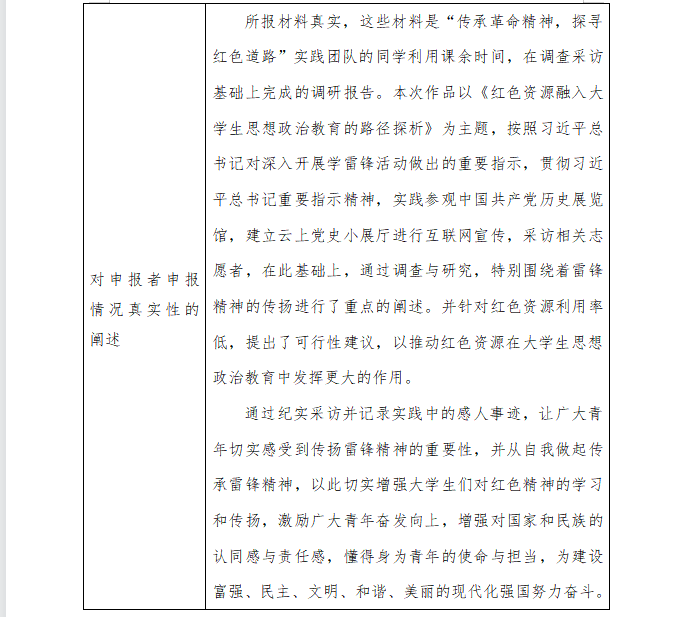 对申报者申报
情况真实性的
阐述
所报材料真实，这些材料是“传承革命精神，探寻
红色道路”实践团队的同学利用课余时间，在调查采访
基础上完成的调研报告。本次作品以《红色资源融入大
学生思想政治教育的路径探析》为主题，按照习近平总
书记对深入开展学雷锋活动做出的重要指示，贯彻习近
平总书记重要指示精神，实践参观中国共产党历史展览
馆，建立云上党史小展厅进行互联网宣传，采访相关志
愿者，在此基础上，通过调查与研究，特别围绕着雷锋
精神的传扬进行了重点的阐述。并针对红色资源利用率
低，提出了可行性建议，以推动红色资源在大学生思想
政治教育中发挥更大的作用。
通过纪实采访并记录实践中的感人事迹，让广大青
年切实感受到传扬雷锋精神的重要性，并从自我做起传
承雷锋精神，以此切实增强大学生们对红色精神的学习
和传扬，激励广大青年奋发向上，增强对国家和民族的
认同感与责任感，懂得身为青年的使命与担当，为建设
富强、民主、文明、和谐、美丽的现代化强国努力奋斗。